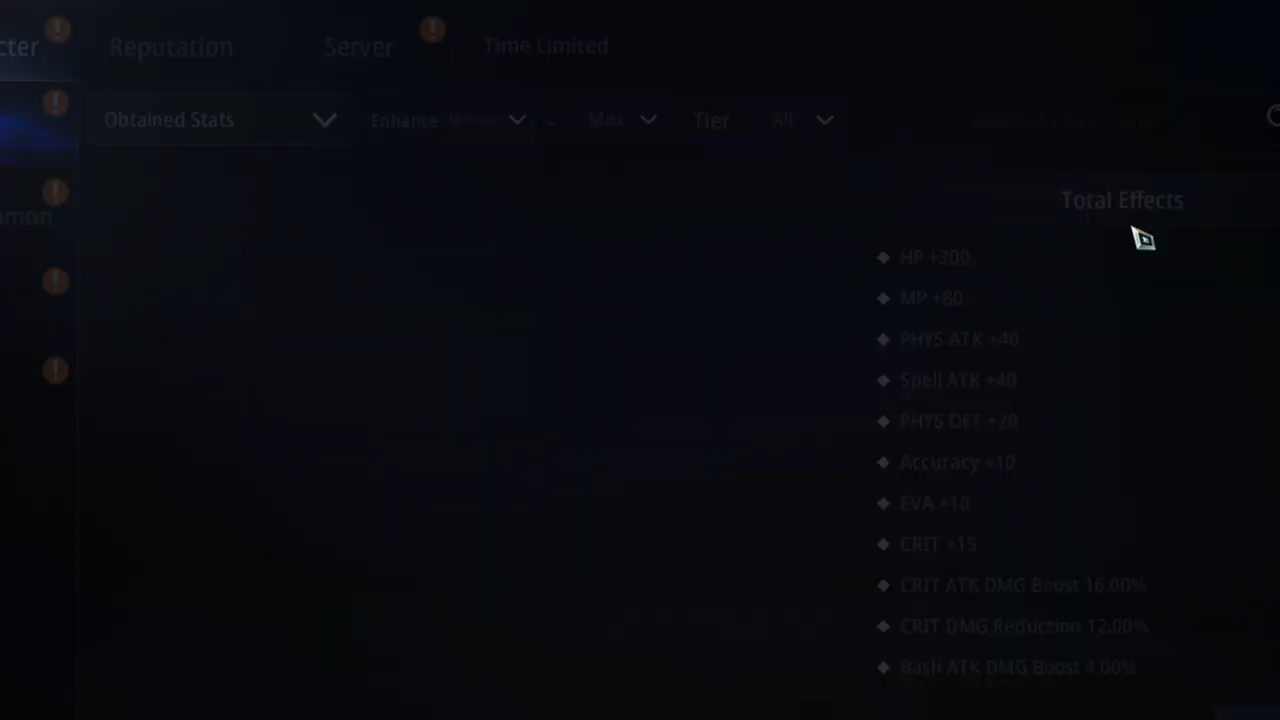 Reputation
Server
Time Limited
Obtained Stats
Enhance
Max
Tier
All
Total Effects
HP +200
MP +80
PHYS ATK +40
Spell ATK +40
PHYS DEF +20
Accuracy +10
EVA +10
CRIT +15
CRIT ATK DMG Boost 16.00%
CRIT DMG Reduction 12.00%
Bash ATK DMG Boost 4.00%